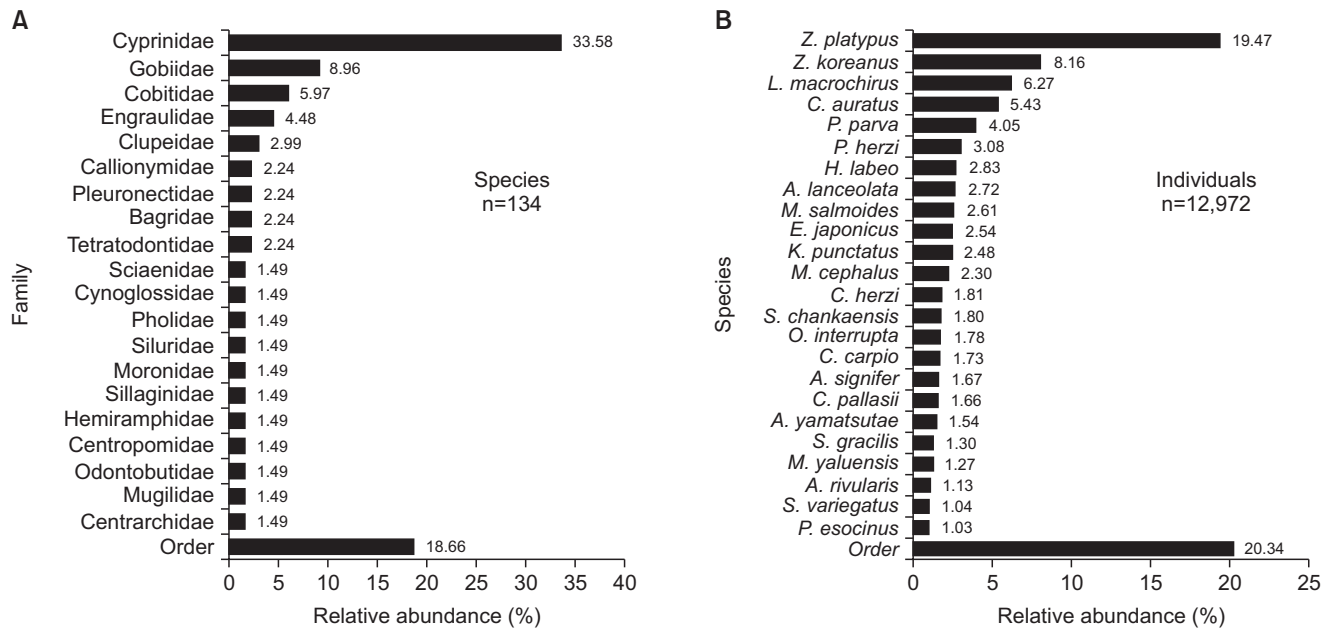 A
Cyprinidae 33.58
Gobiidae 8.96
Cobitidae 5.97
Engraulidae 4.48
Clupeidae 2.99
Callionymidae 2.24
Pleuronectidae 2.24
Bagridae 2.24
Tetratodontidae 2.24
Sciaenidae 1.49
Cynoglossidae 1.49
Pholidae 1.49
Siluridae 1.49
Moronidae 1.49
Sillaginidae 1.49
Hemiramphidae 1.49
Centropomidae 1.49
Odontobutidae 1.49
Mugilidae 1.49
Centrarchidae 1.49
Order 18.66
Family
Species
n=134
0 5 10 15 20 25 30 35 40
Relative abundance (%)
B
Z. platypus 19.47
Z. koreanus 8.16
L. macrochirus 6.27
C. auratus 5.43
P. parva 4.05
P. herzi 3.08
H. labeo 2.83
A. lanceolata 2.72
M. salmoides 2.61
E. japonicus 2.54
K. punctatus 2.48
M. cephalus 2.30
C. herzi 1.81
S. chankaensis 1.80
O. interrupta 1.78
C. carpio 1.73
A. signifer 1.67
C. pallasii 1.66
A. yamatsutae 1.54
S. gracilis 1.30
M. yaluensis 1.27
A. rivularis 1.13
S. variegatus 1.04
P. esocinus 1.03
Order 20.34
Species
Individuals
n=12,972
0 5 10 15 20 25
Relative abundance (%)